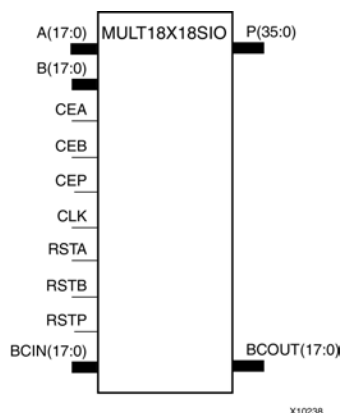 A(17:0) MULT18X18SIO P(35:0)
B(17:0)
CEA
CEB
CEP
CLK
RSTA
RSTB
RSTP
BCIN(17:0) BCOUT(17:0)
X10238